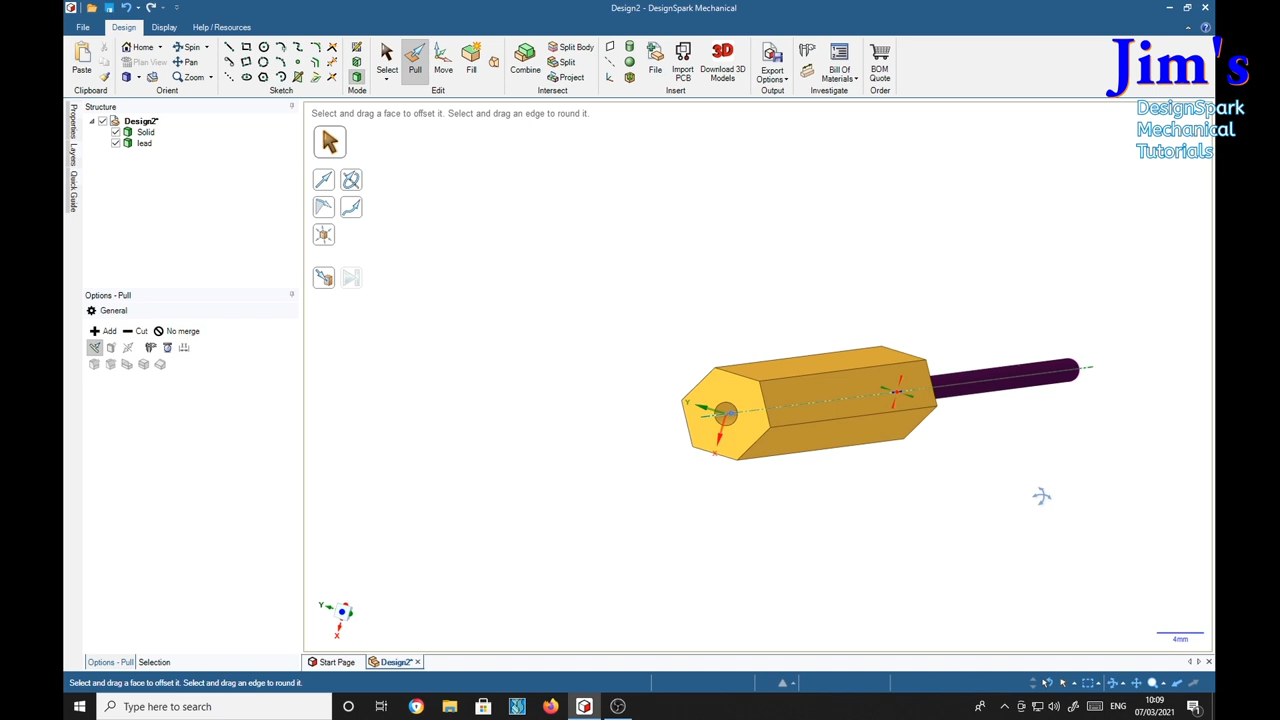 Design2 - DesignSpark Mechanical
File Design Display Help / Resources
Home Spin
Plan View Pan
Zoom
Paste
Select Pull Move Fill
Combine
Split Body
Split
Project
File Import PCB Download 3D Models
Export Options
Bill Of Materials
BOM Quote
Clipboard Orient Sketch Mode Edit Intersect Insert Output Investigate Order
Jim's
DesignSpark
Mechanical
Tutorials
Properties Layers Quick Guide
Structure
Design2*
Solid
lead
Select and drag a face to offset it. Select and drag an edge to round it.
Options - Pull
General
Add Cut No merge
Y
X
Y
X
4mm
Options - Pull Selection
Start Page Design2*
Select and drag a face to offset it. Select and drag an edge to round it.
Type here to search
ENG
10:09
07/03/2021
1